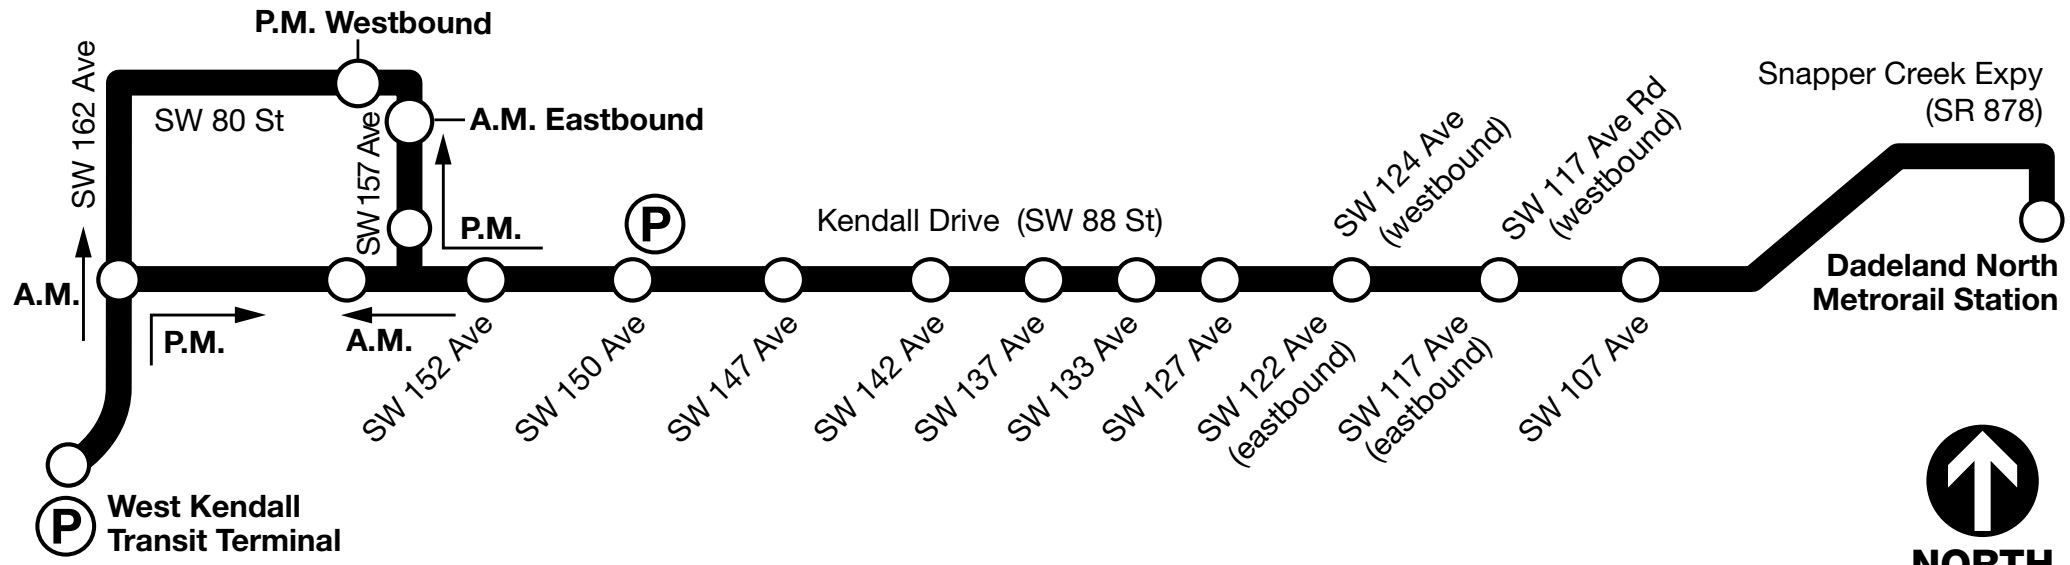 P.M. Westbound
SW 162 Ave
SW 80 St
SW 157 Ave
A.M. Eastbound
P.M.
A.M.
P.M.
A.M.
P
Kendall Drive (SW 88 St)
SW 124 Ave
(westbound)
SW 117 Ave Rd
(westbound)
Snapper Creek Expy
(SR 878)
Dadeland North
Metrorail Station
SW 152 Ave
SW 150 Ave
SW 147 Ave
SW 142 Ave
SW 137 Ave
SW 133 Ave
SW 127 Ave
SW 122 Ave
(eastbound)
SW 117 Ave
(eastbound)
SW 107 Ave
P
West Kendall
Transit Terminal
NORTH